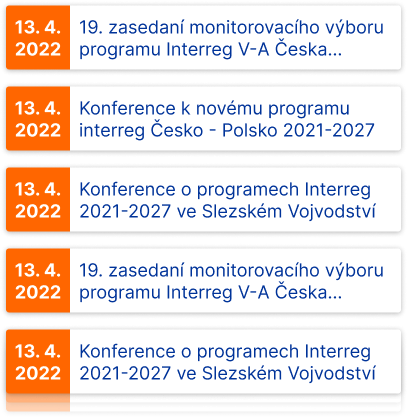 13. 4. 2022
19. zasedaní monitorovacího výboru
programu Interreg V-A Česka...
13. 4. 2022
Konference k novému programu
interreg Česko - Polsko 2021-2027
13. 4. 2022
Konference o programech Interreg
2021-2027 ve Slezském Vojvodství
13. 4. 2022
19. zasedaní monitorovacího výboru
programu Interreg V-A Česka...
13. 4. 2022
Konference o programech Interreg
2021-2027 ve Slezském Vojvodství